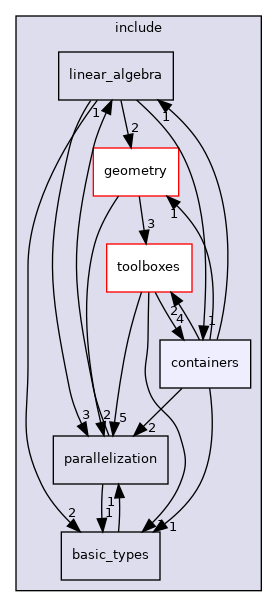 include
linear_algebra
1
1
2
geometry
1
3
toolboxes
2
4
1
containers
3
2
5
2
parallelization
1
2
1
1
basic_types